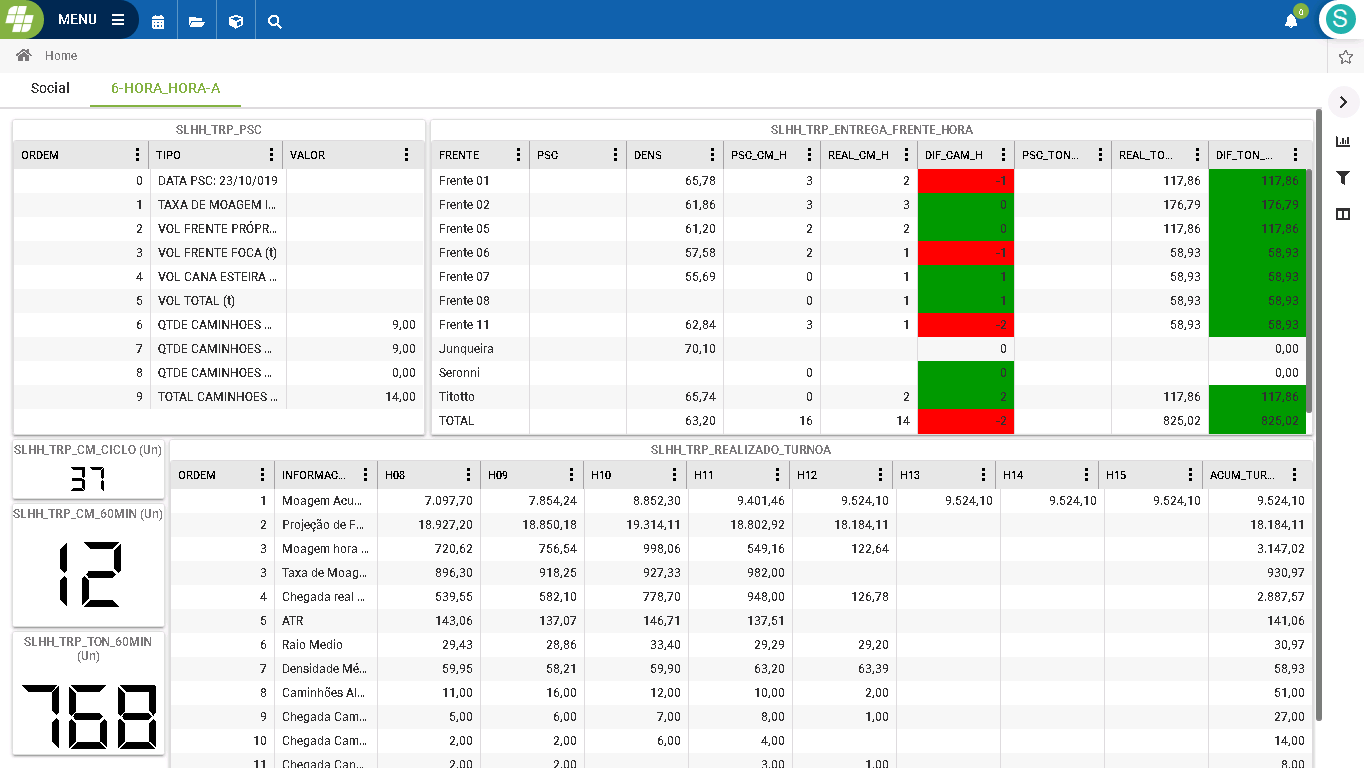 MENU
0
S
Home
Social 6-HORA_HORA-A
SLHH_TRP_PSC
ORDEM TIPO VALOR
0 DATA PSC: 23/10/019
1 TAXA DE MOAGEM I...
2 VOL FRENTE PRÓPR...
3 VOL FRENTE FOCA (t)
4 VOL CANA ESTEIRA ...
5 VOL TOTAL (t)
6 QTDE CAMINHOES ... 9,00
7 QTDE CAMINHOES ... 9,00
8 QTDE CAMINHOES ... 0,00
9 TOTAL CAMINHOES ... 14,00
SLHH_TRP_ENTREGA_FRENTE_HORA
FRENTE PSC DENS PSC_CM_H REAL_CM_H DIF_CAM_H PSC_TON... REAL_TO... DIF_TON_...
Frente 01 65,78 3 2 -1 117,86 117,86
Frente 02 61,86 3 3 0 176,79 176,79
Frente 05 61,20 2 2 0 117,86 117,86
Frente 06 57,58 2 1 -1 58,93 58,93
Frente 07 55,69 0 1 1 58,93 58,93
Frente 08 0 1 1 58,93 58,93
Frente 11 62,84 3 1 -2 58,93 58,93
Junqueira 70,10 0 0,00
Seronni 0 0 0,00
Titotto 65,74 0 2 2 117,86 117,86
TOTAL 63,20 16 14 -2 825,02 825,02
SLHH_TRP_CM_CICLO (Un)
37
SLHH_TRP_CM_60MIN (Un)
12
SLHH_TRP_TON_60MIN
(Un)
768
SLHH_TRP_REALIZADO_TURNOA
ORDEM INFORMAC... H08 H09 H10 H11 H12 H13 H14 H15 ACUM_TUR...
1 Moagem Acu... 7.097,70 7.854,24 8.852,30 9.401,46 9.524,10 9.524,10 9.524,10 9.524,10 9.524,10
2 Projeção de F... 18.927,20 18.850,18 19.314,11 18.802,92 18.184,11 18.184,11
3 Moagem hora ... 720,62 756,54 998,06 549,16 122,64 3.147,02
3 Taxa de Moag... 896,30 918,25 927,33 982,00 930,97
4 Chegada real ... 539,55 582,10 778,70 948,00 126,78 2.887,57
5 ATR 143,06 137,07 146,71 137,51 141,06
6 Raio Medio 29,43 28,86 33,40 29,29 29,20 30,97
7 Densidade Mé... 59,95 58,21 59,90 63,20 63,39 58,93
8 Caminhões Al... 11,00 16,00 12,00 10,00 2,00 51,00
9 Chegada Cam... 5,00 6,00 7,00 8,00 1,00 27,00
10 Chegada Cam... 2,00 2,00 6,00 4,00 14,00
11 Chegada Can... 2,00 2,00 3,00 1,00 8,00